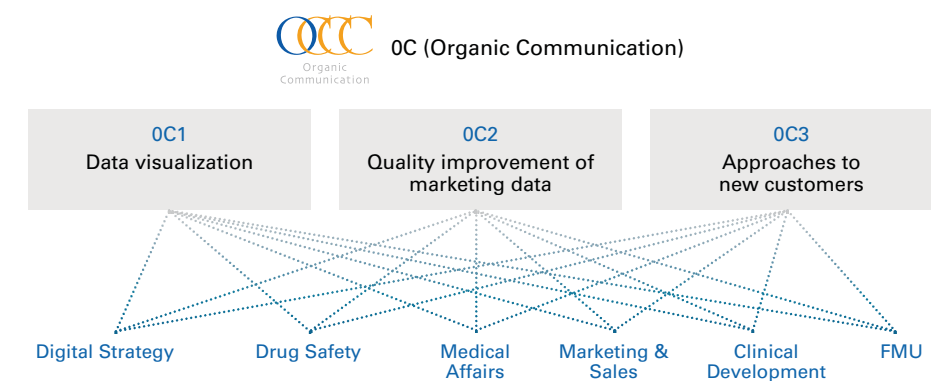 OCCC
Organic
Communication
0C (Organic Communication)
0C1
Data visualization
0C2
Quality improvement of
marketing data
0C3
Approaches to
new customers
Digital Strategy
Drug Safety
Medical
Affairs
Marketing &
Sales
Clinical
Development
FMU